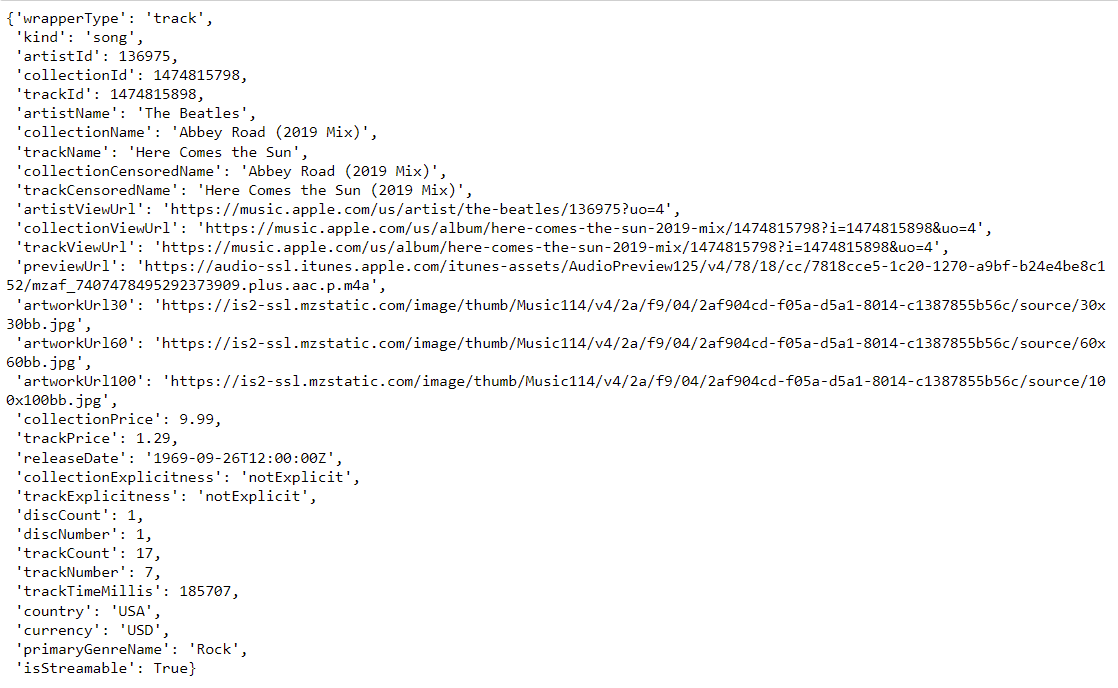 {'wrapperType': 'track',
 'kind': 'song',
 'artistId': 136975,
 'collectionId': 1474815798,
 'trackId': 1474815898,
 'artistName': 'The Beatles',
 'collectionName': 'Abbey Road (2019 Mix)',
 'trackName': 'Here Comes the Sun',
 'collectionCensoredName': 'Abbey Road (2019 Mix)',
 'trackCensoredName': 'Here Comes the Sun (2019 Mix)',
 'artistViewUrl': 'https://music.apple.com/us/artist/the-beatles/136975?uo=4',
 'collectionViewUrl': 'https://music.apple.com/us/album/here-comes-the-sun-2019-mix/1474815798?i=1474815898&uo=4',
 'trackViewUrl': 'https://music.apple.com/us/album/here-comes-the-sun-2019-mix/1474815798?i=1474815898&uo=4',
 'previewUrl': 'https://audio-ssl.itunes.apple.com/itunes-assets/AudioPreview125/v4/78/18/cc/7818cce5-1c20-1270-a9bf-b24e4be8c1
52/mzaf_7407478495292373909.plus.aac.p.m4a',
 'artworkUrl30': 'https://is2-ssl.mzstatic.com/image/thumb/Music114/v4/2a/f9/04/2af904cd-f05a-d5a1-8014-c1387855b56c/source/30x
30bb.jpg',
 'artworkUrl60': 'https://is2-ssl.mzstatic.com/image/thumb/Music114/v4/2a/f9/04/2af904cd-f05a-d5a1-8014-c1387855b56c/source/60x
60bb.jpg',
 'artworkUrl100': 'https://is2-ssl.mzstatic.com/image/thumb/Music114/v4/2a/f9/04/2af904cd-f05a-d5a1-8014-c1387855b56c/source/10
0x100bb.jpg',
 'collectionPrice': 9.99,
 'trackPrice': 1.29,
 'releaseDate': '1969-09-26T12:00:00Z',
 'collectionExplicitness': 'notExplicit',
 'trackExplicitness': 'notExplicit',
 'discCount': 1,
 'discNumber': 1,
 'trackCount': 17,
 'trackNumber': 7,
 'trackTimeMillis': 185707,
 'country': 'USA',
 'currency': 'USD',
 'primaryGenreName': 'Rock',
 'isStreamable': True}